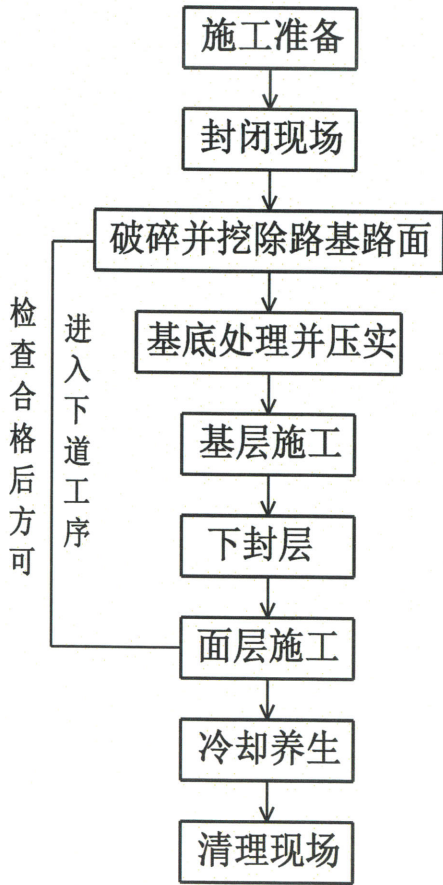 施工准备
封闭现场
破碎并挖除路基路面
基底处理并压实
基层施工
下封层
面层施工
冷却养生
清理现场
检查合格后方可
进入下道工序